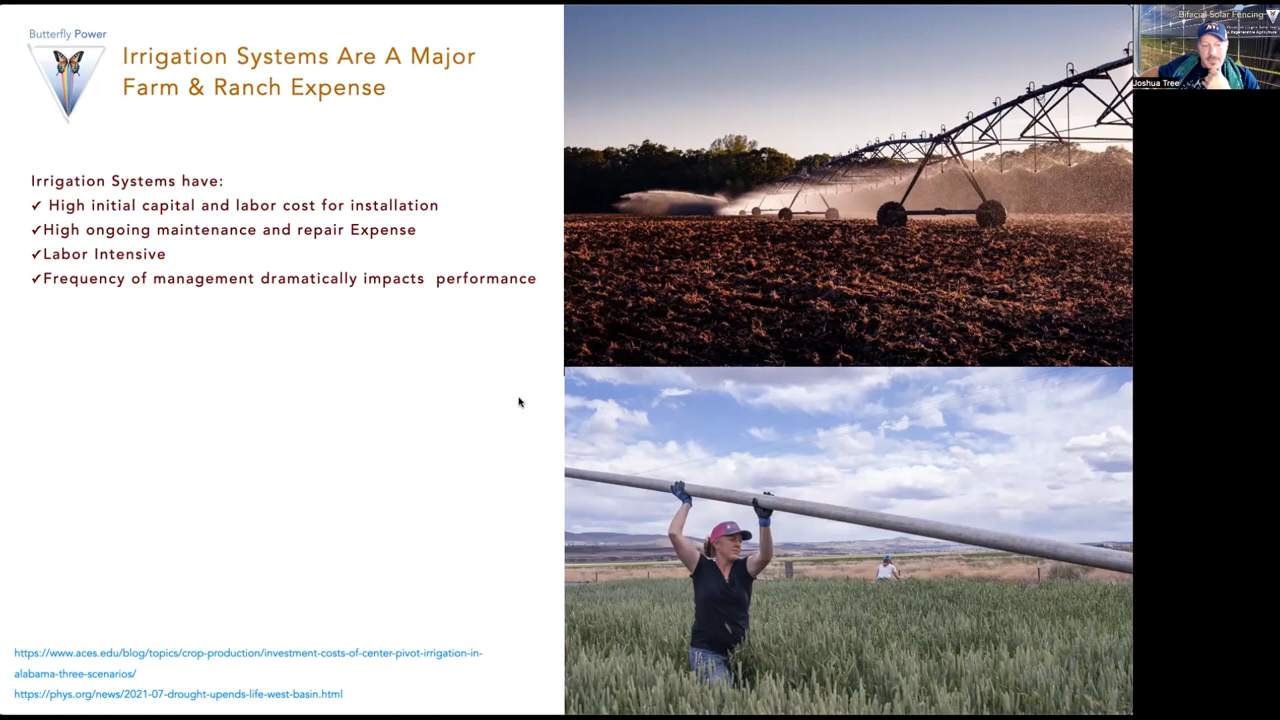 Butterfly Power
Irrigation Systems Are A Major
Farm & Ranch Expense
Irrigation Systems have:
✓ High initial capital and labor cost for installation
✓High ongoing maintenance and repair Expense
✓Labor Intensive
✓Frequency of management dramatically impacts performance
https://www.aces.edu/blog/topics/crop-production/investment-costs-of-center-pivot-irrigation-in-
alabama-three-scenarios/
https://phys.org/news/2021-07-drought-upends-life-west-basin.html
Bifacial Solar Fencing
Regenerative Agriculture
Joshua Tree